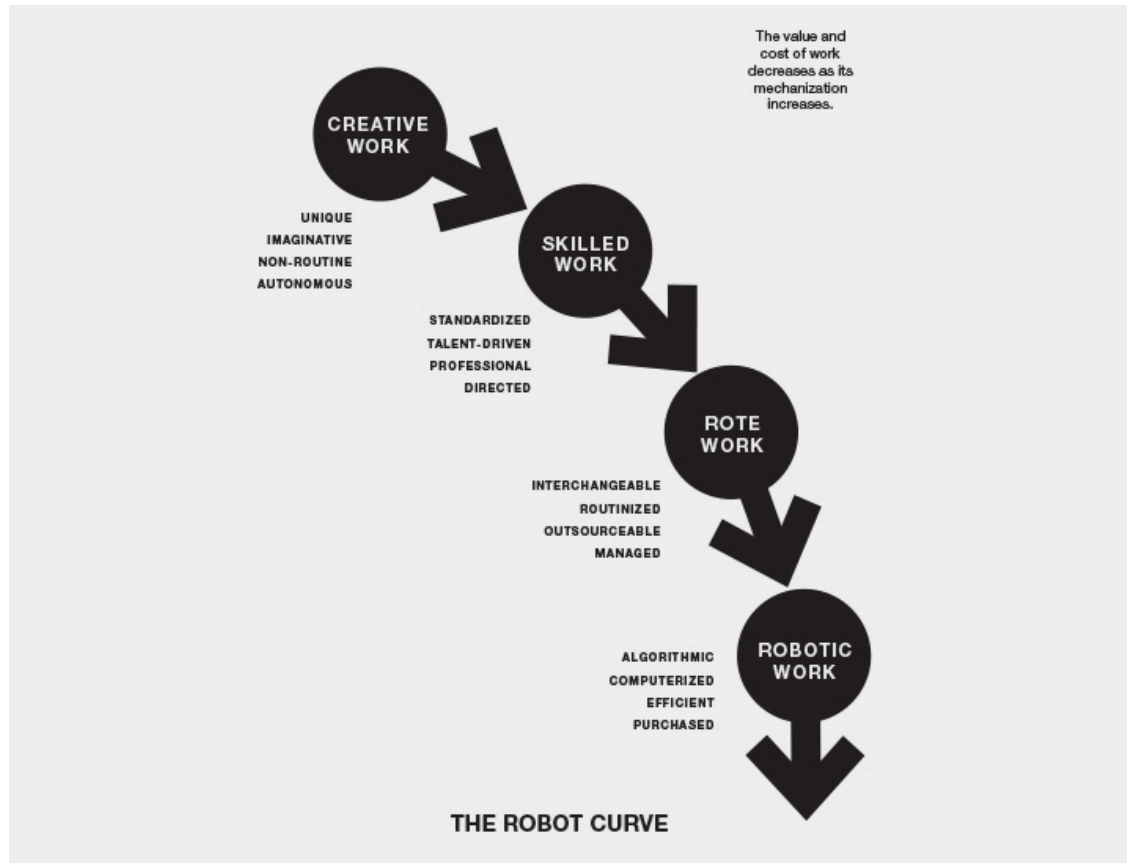 The value and
cost of work
decreases as its
mechanization
increases.
CREATIVE
WORK
UNIQUE
IMAGINATIVE
NON-ROUTINE
AUTONOMOUS
SKILLED
WORK
STANDARDIZED
TALENT-DRIVEN
PROFESSIONAL
DIRECTED
ROTE
WORK
INTERCHANGEABLE
ROUTINIZED
OUTSOURCEABLE
MANAGED
ROBOTIC
WORK
ALGORITHMIC
COMPUTERIZED
EFFICIENT
PURCHASED
THE ROBOT CURVE